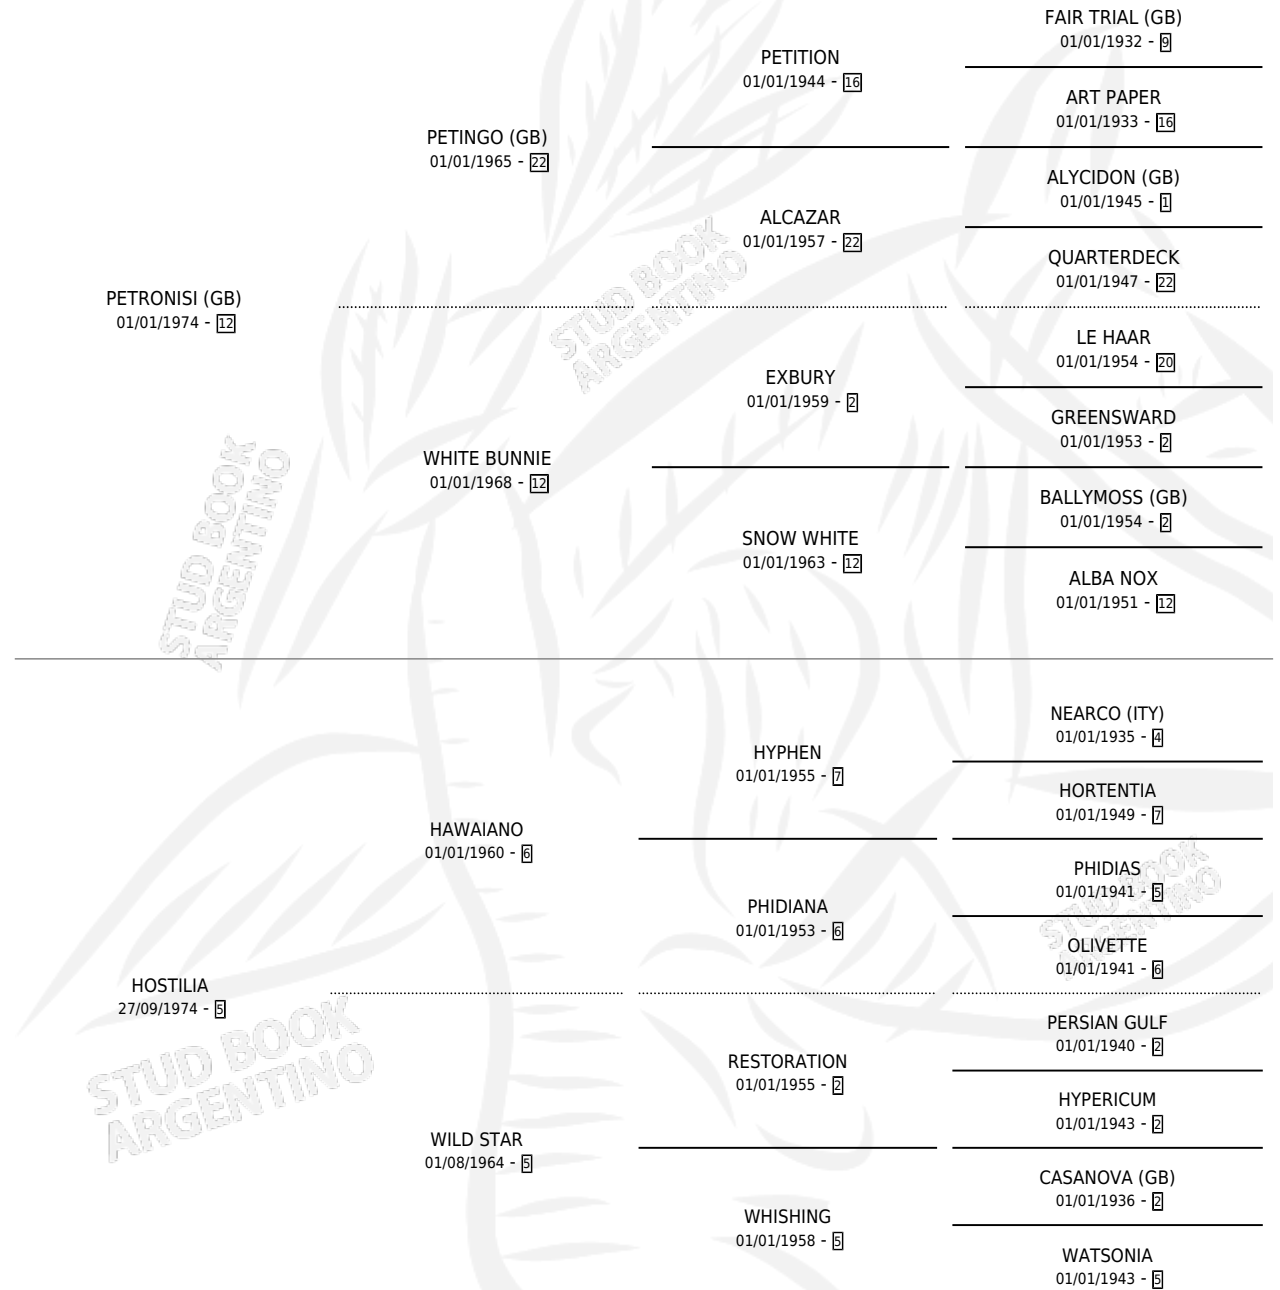 FAIR TRIAL (GB)
01/01/1932 - 9
PETITION
01/01/1944 - 16
ART PAPER
01/01/1933 - 16
PETINGO (GB)
01/01/1965 - 22
ALYCIDON (GB)
01/01/1945 - 1
ALCAZAR
01/01/1957 - 22
QUARTERDECK
01/01/1947 - 22
PETRONISI (GB)
01/01/1974 - 12
LE HAAR
01/01/1954 - 20
EXBURY
01/01/1959 - 2
GREENSWARD
01/01/1953 - 2
WHITE BUNNIE
01/01/1968 - 12
BALLYMOSS (GB)
01/01/1954 - 2
SNOW WHITE
01/01/1963 - 12
ALBA NOX
01/01/1951 - 12
STUD BOOK
ARGENTINO
STUD BOOK
ARGENTINO
NEARCO (ITY)
01/01/1935 - 4
HYPHEN
01/01/1955 - 7
HORTENTIA
01/01/1949 - 7
HAWAIANO
01/01/1960 - 6
PHIDIAS
01/01/1941 - 5
PHIDIANA
01/01/1953 - 6
OLIVETTE
01/01/1941 - 6
STUD BOOK
ARGENTINO
HOSTILIA
27/09/1974 - 5
PERSIAN GULF
01/01/1940 - 2
RESTORATION
01/01/1955 - 2
HYPERICUM
01/01/1943 - 2
STUD BOOK
ARGENTINO
WILD STAR
01/08/1964 - 5
CASANOVA (GB)
01/01/1936 - 2
WHISHING
01/01/1958 - 5
WATSONIA
01/01/1943 - 5